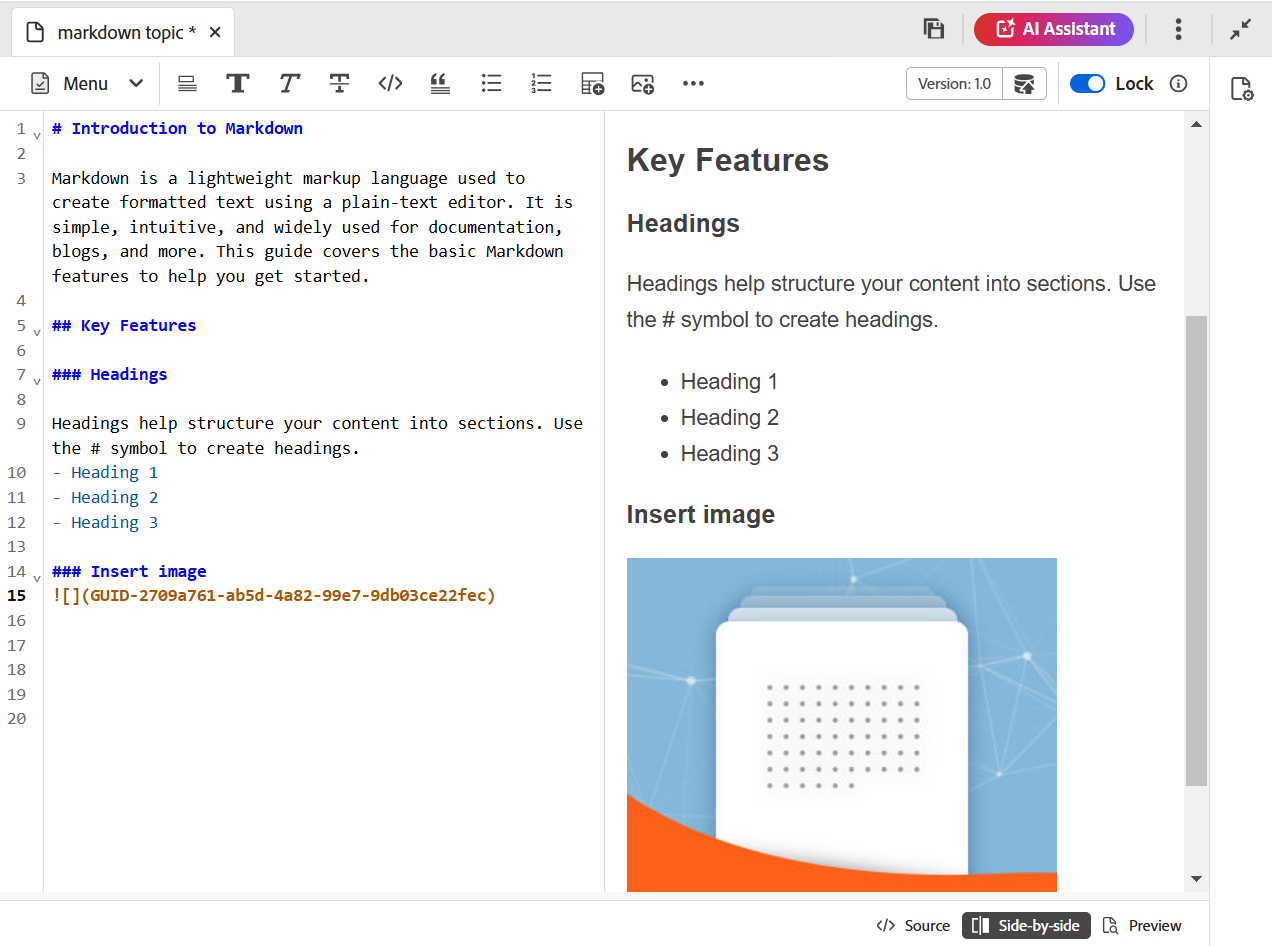 markdown topic *
AI Assistant
Menu
Version: 1.0
Lock
1 # Introduction to Markdown
2
3 Markdown is a lightweight markup language used to
create formatted text using a plain-text editor. It is
simple, intuitive, and widely used for documentation,
blogs, and more. This guide covers the basic Markdown
features to help you get started.
4
5 ## Key Features
6
7 ### Headings
8
9 Headings help structure your content into sections. Use
the # symbol to create headings.
10 - Heading 1
11 - Heading 2
12 - Heading 3
13
14 ### Insert image
15 ![](GUID-2709a761-ab5d-4a82-99e7-9db03ce22fec)
16
17
18
19
20
Key Features
Headings
Headings help structure your content into sections. Use
the # symbol to create headings.
• Heading 1
• Heading 2
• Heading 3
Insert image
Source
Side-by-side
Preview